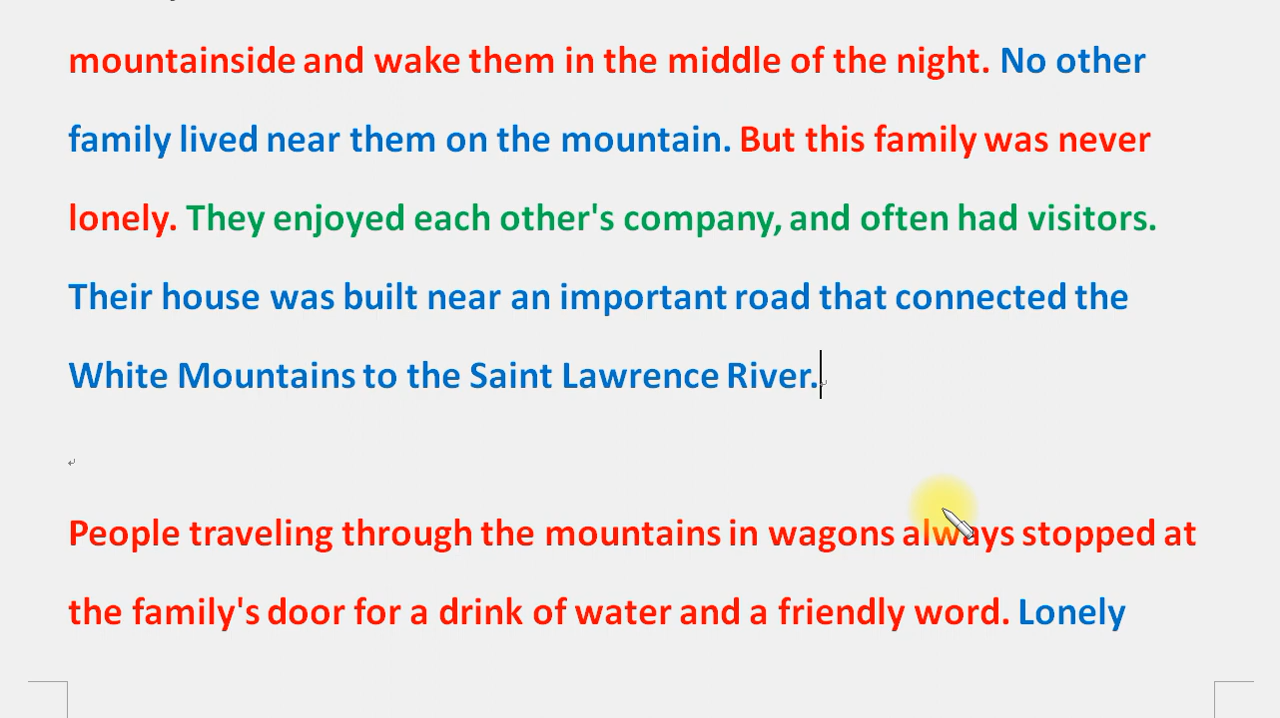 mountainside and wake them in the middle of the night. No other
family lived near them on the mountain. But this family was never
lonely. They enjoyed each other's company, and often had visitors.
Their house was built near an important road that connected the
White Mountains to the Saint Lawrence River.
People traveling through the mountains in wagons always stopped at
the family's door for a drink of water and a friendly word. Lonely